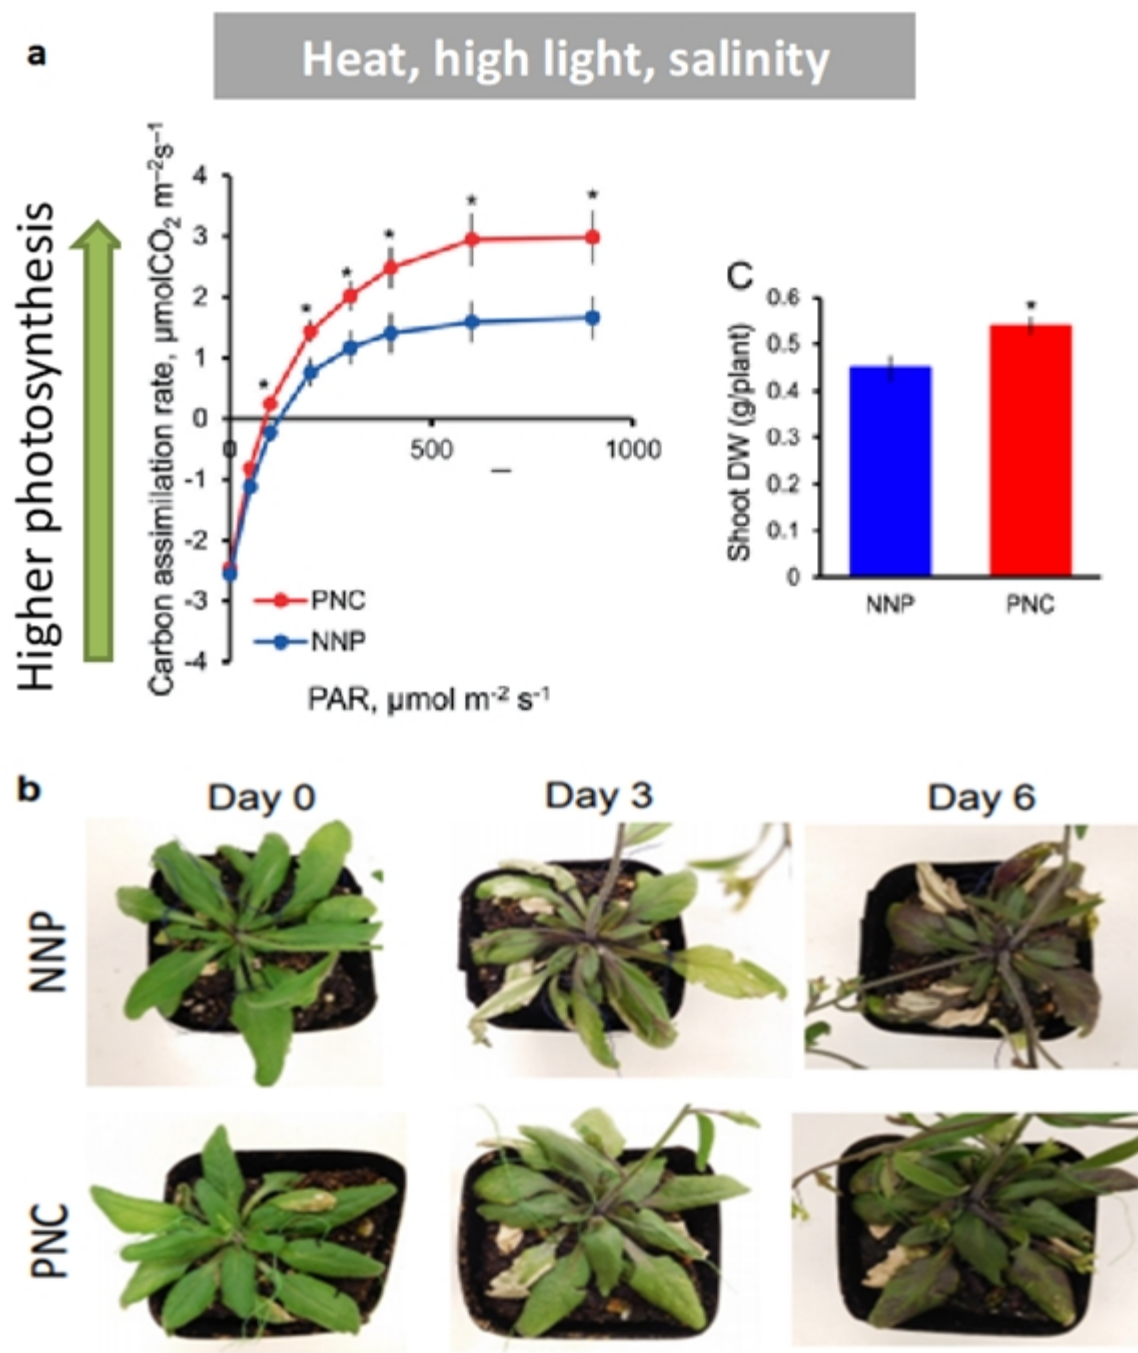 a
Heat, high light, salinity
Higher photosynthesis
Carbon assimilation rate, µmolCO₂ m⁻²s⁻¹
4
3
2
1
0
-1
-2
-3
-4
0
500
1000
*
*
*
*
*
*
PNC
NNP
PAR, µmol m⁻² s⁻¹
C
Shoot DW (g/plant)
0.6
0.5
0.4
0.3
0.2
0.1
0
*
NNP
PNC
b
Day 0
Day 3
Day 6
NNP
PNC